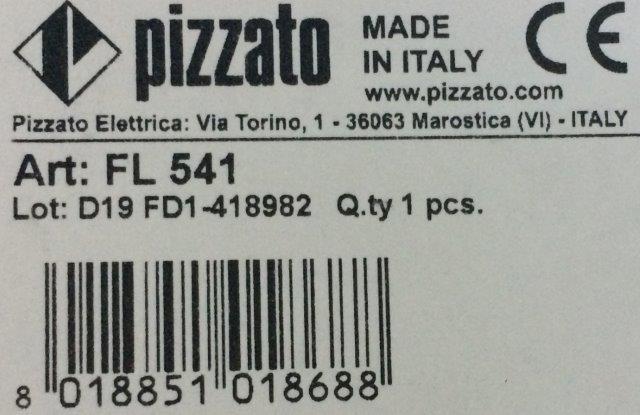 pizzato
MADE
IN ITALY
CE
www.pizzato.com
Pizzato Elettrica: Via Torino, 1 - 36063 Marostica (VI) - ITALY
Art: FL 541
Lot: D19 FD1-418982 Q.ty 1 pcs.
8 018851 018688